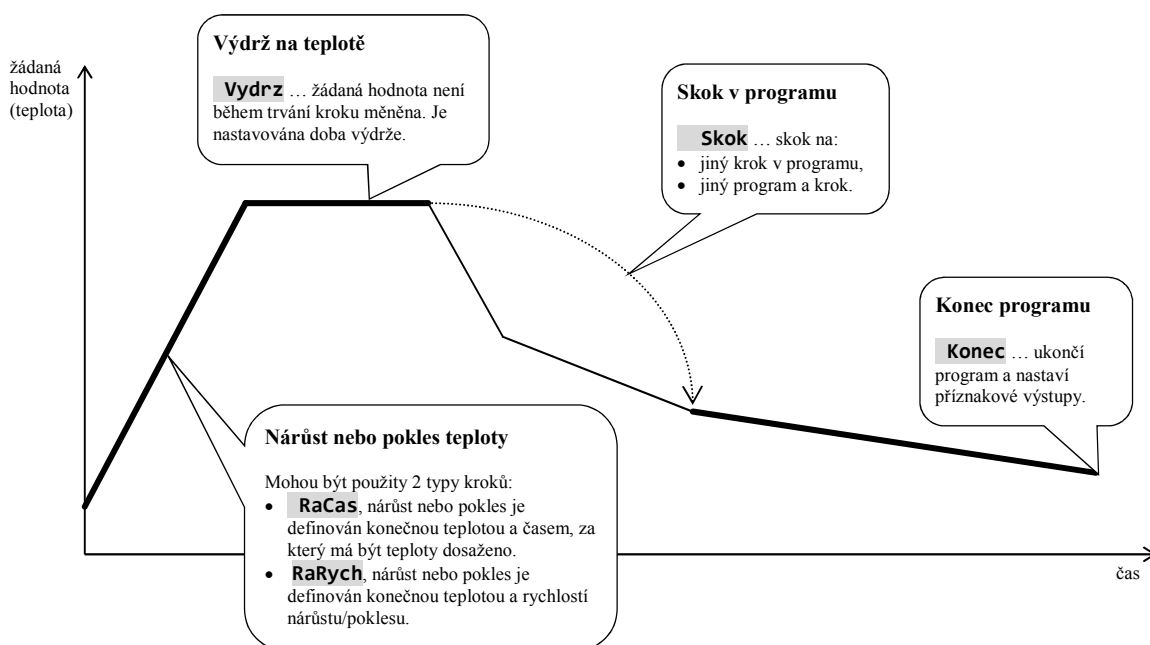 žádaná
hodnota
(teplota)
Výdrž na teplotě
Vydrz … žádaná hodnota není
během trvání kroku měněna. Je
nastavována doba výdrže.
Skok v programu
Skok … skok na:
• jiný krok v programu,
• jiný program a krok.
Konec programu
Konec … ukončí
program a nastaví
příznakové výstupy.
Nárůst nebo pokles teploty
Mohou být použity 2 typy kroků:
• RaCas, nárůst nebo pokles je
definován konečnou teplotou a časem, za
který má být teploty dosaženo.
• RaRych, nárůst nebo pokles je
definován konečnou teplotou a rychlostí
nárůstu/poklesu.
čas